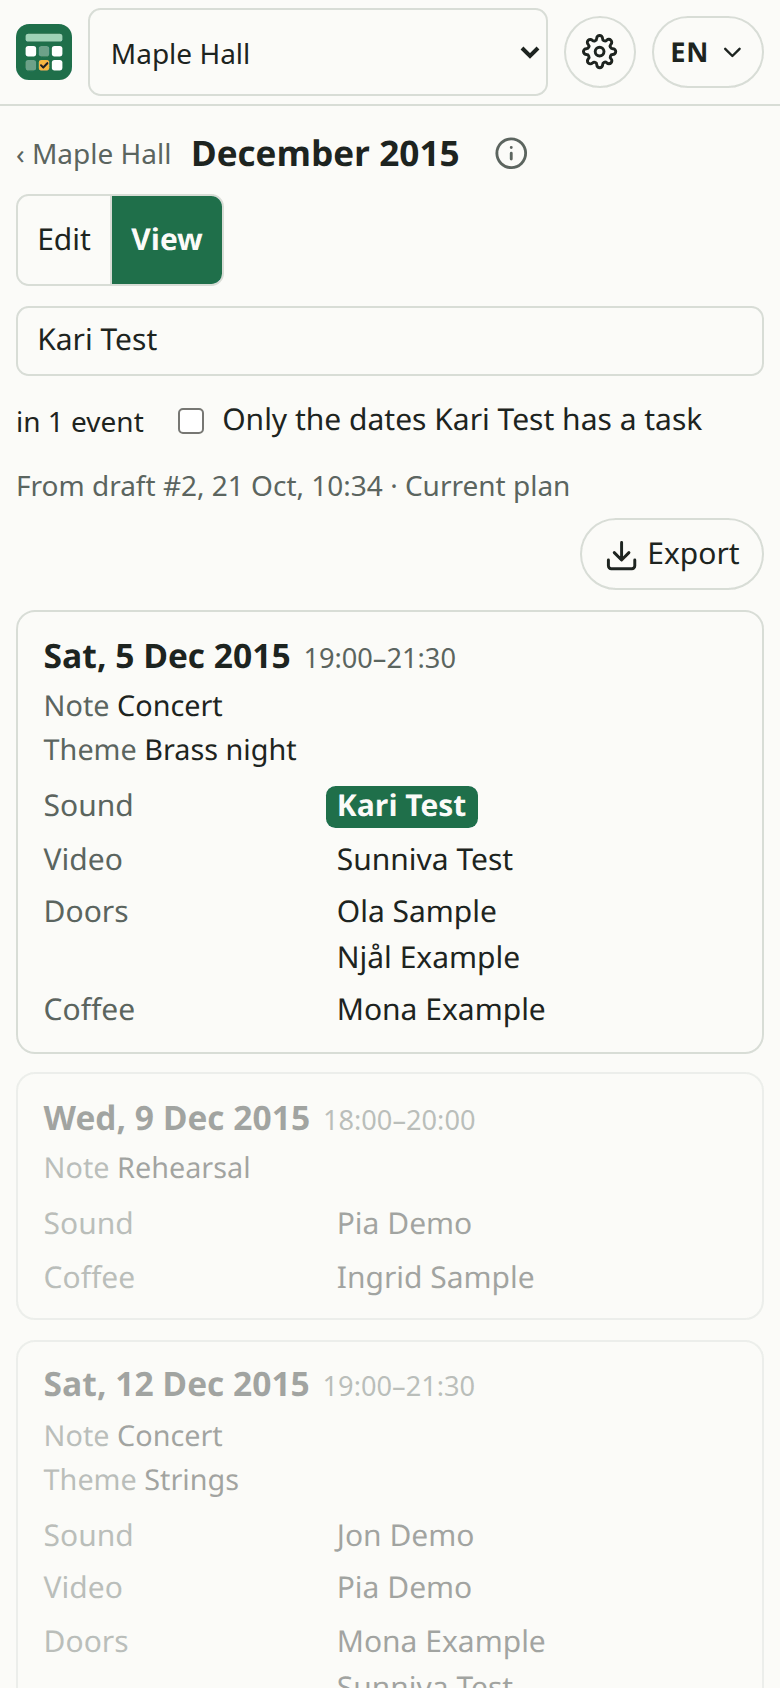 Maple Hall
EN
‹ Maple Hall December 2015
Edit View
Kari Test
in 1 event Only the dates Kari Test has a task
From draft #2, 21 Oct, 10:34 · Current plan
Export
Sat, 5 Dec 2015 19:00–21:30
Note Concert
Theme Brass night
Sound Kari Test
Video Sunniva Test
Doors Ola Sample
Njål Example
Coffee Mona Example
Wed, 9 Dec 2015 18:00–20:00
Note Rehearsal
Sound Pia Demo
Coffee Ingrid Sample
Sat, 12 Dec 2015 19:00–21:30
Note Concert
Theme Strings
Sound Jon Demo
Video Pia Demo
Doors Mona Example
Sunniva Test